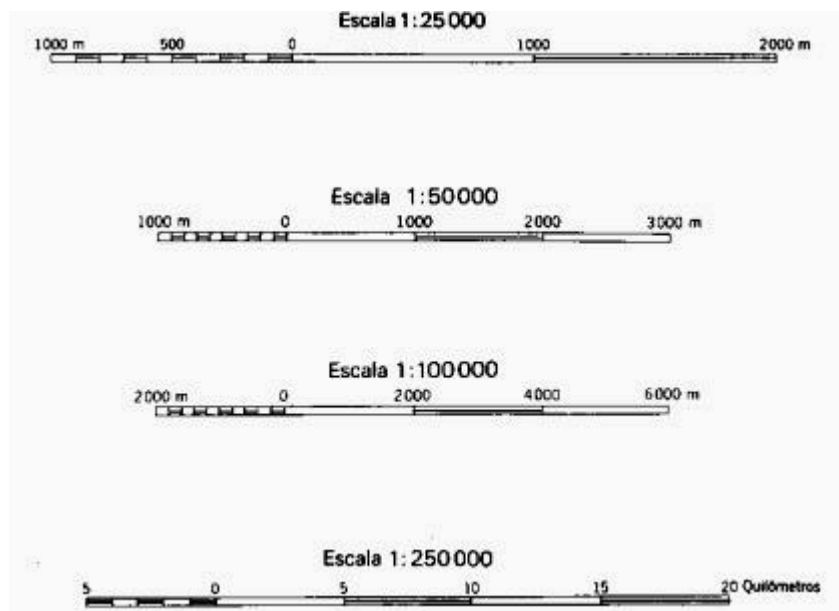 Escala 1:25 000
1000 m 500 0 1000 2000 m
Escala 1:50 000
1000 m 0 1000 2000 3000 m
Escala 1:100 000
2000 m 0 2000 4000 6000 m
Escala 1:250 000
5 0 5 10 15 20 Quilômetros